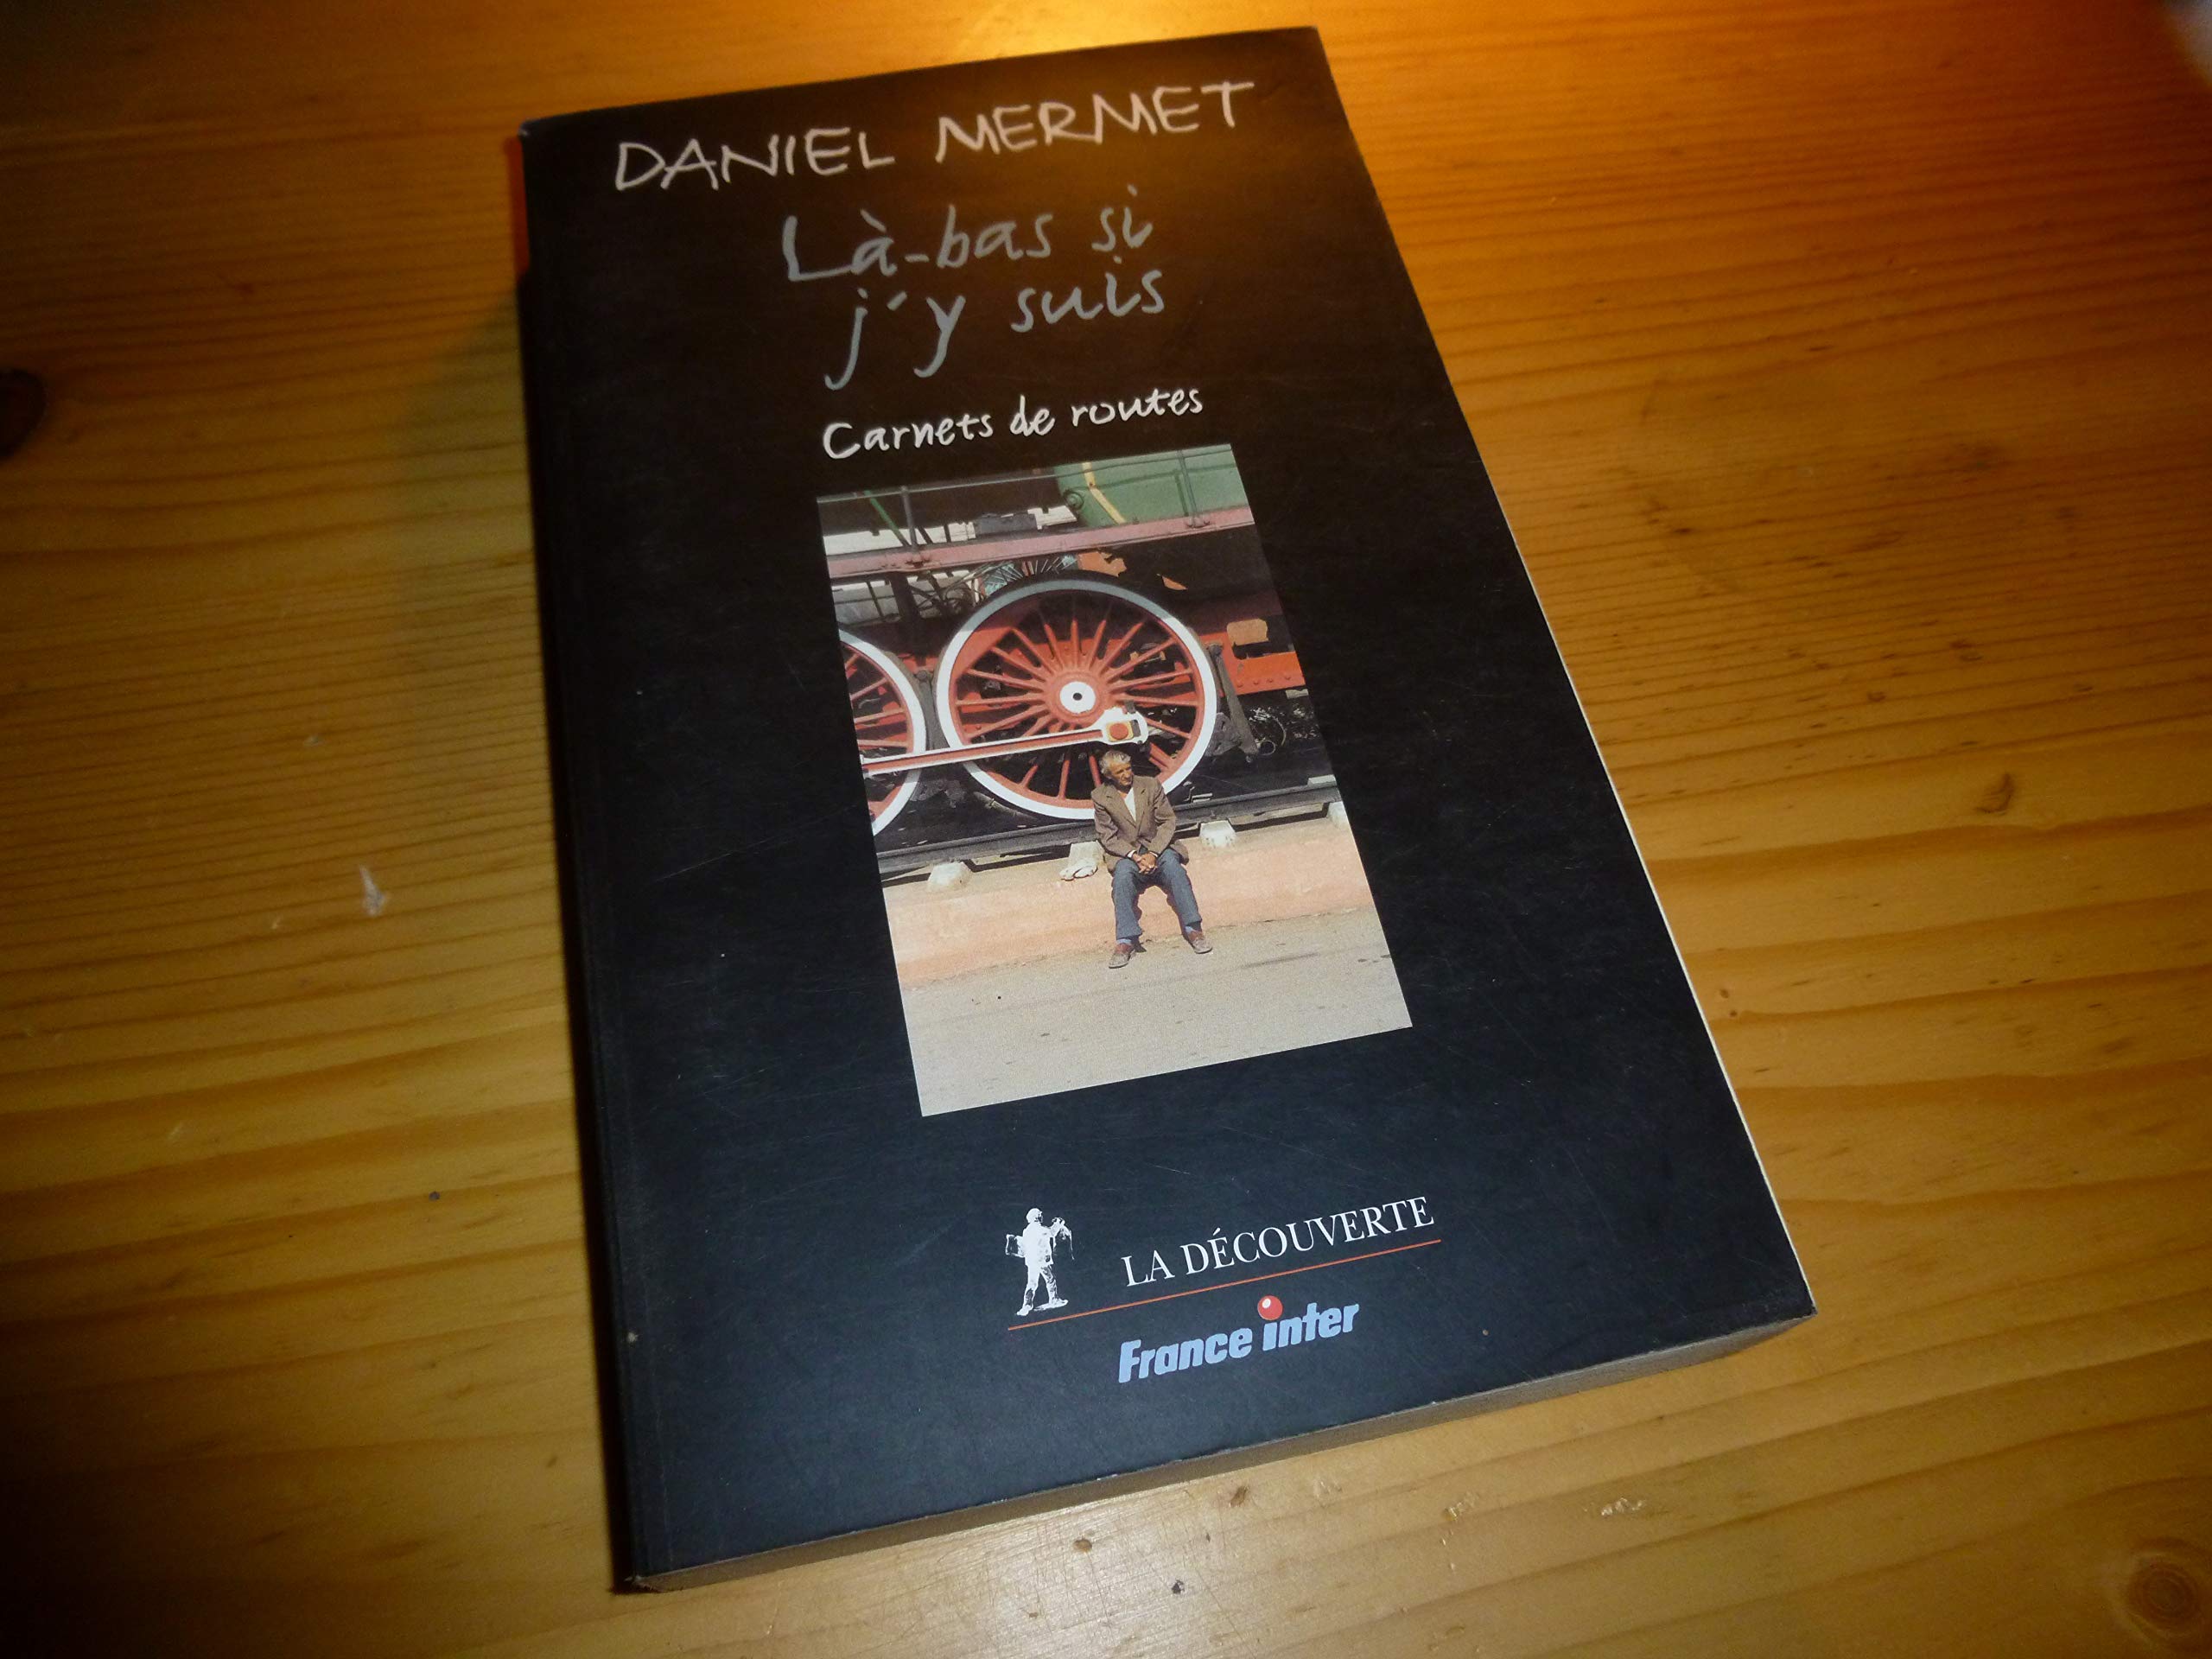 DANIEL MERMET
Là-bas si
j'y suis
Carnets de routes
LA DÉCOUVERTE
France inter